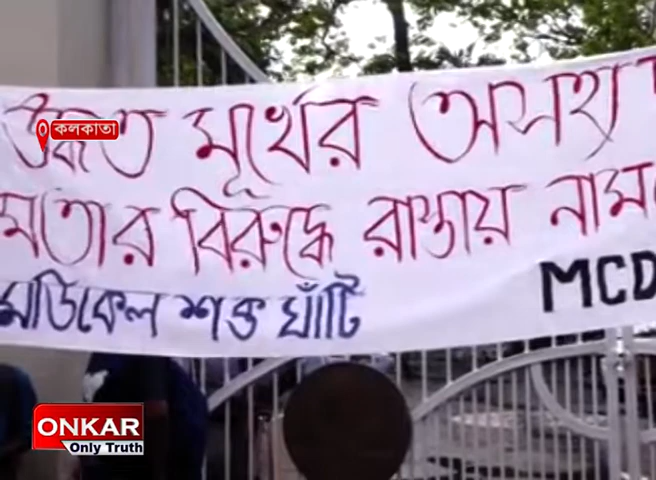 কলকাতা
উদ্ধত মূর্খের অসহ্য
মতার বিরুদ্ধে রাস্তায় নাম
মেডিকেল শক্ত ঘাঁটি
MCD
ONKAR
Only Truth